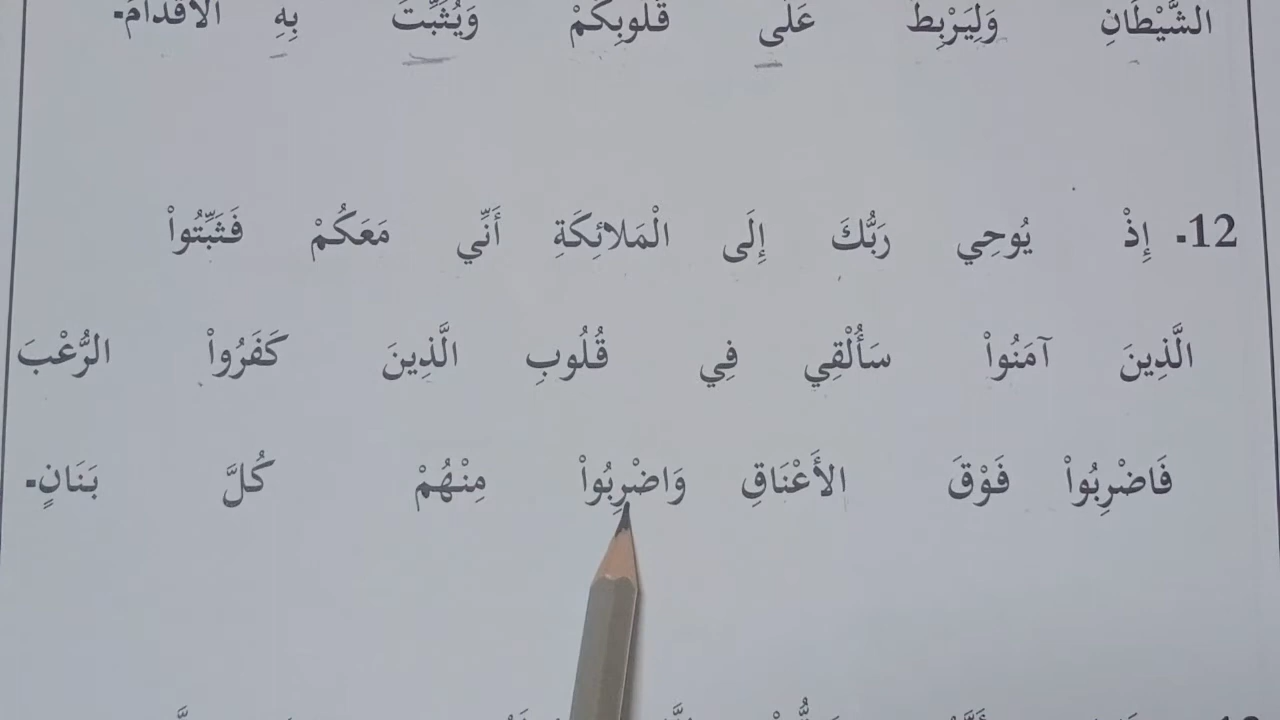 الشَّيْطَانِ وَلِيَرْبِطَ عَلَى قُلُوبِكُمْ وَيُثَبِّتَ بِهِ الأَقْدَامَ.
12. إِذْ يُوحِي رَبُّكَ إِلَى الْمَلائِكَةِ أَنِّي مَعَكُمْ فَثَبِّتُواْ
الَّذِينَ آمَنُواْ سَأُلْقِي فِي قُلُوبِ الَّذِينَ كَفَرُواْ الرُّعْبَ
فَاضْرِبُواْ فَوْقَ الأَعْنَاقِ وَاضْرِبُواْ مِنْهُمْ كُلَّ بَنَانٍ.